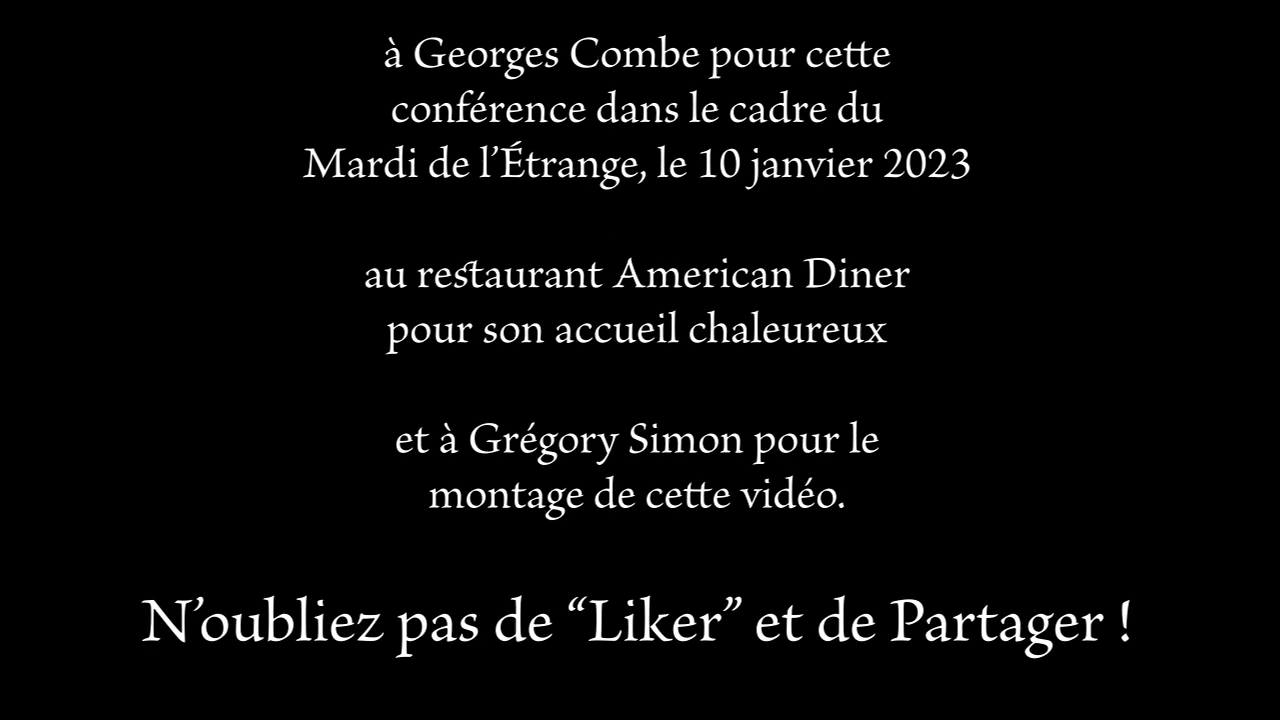 à Georges Combe pour cette
conférence dans le cadre du
Mardi de l’Étrange, le 10 janvier 2023
au restaurant American Diner
pour son accueil chaleureux
et à Grégory Simon pour le
montage de cette vidéo.
N’oubliez pas de “Liker” et de Partager !